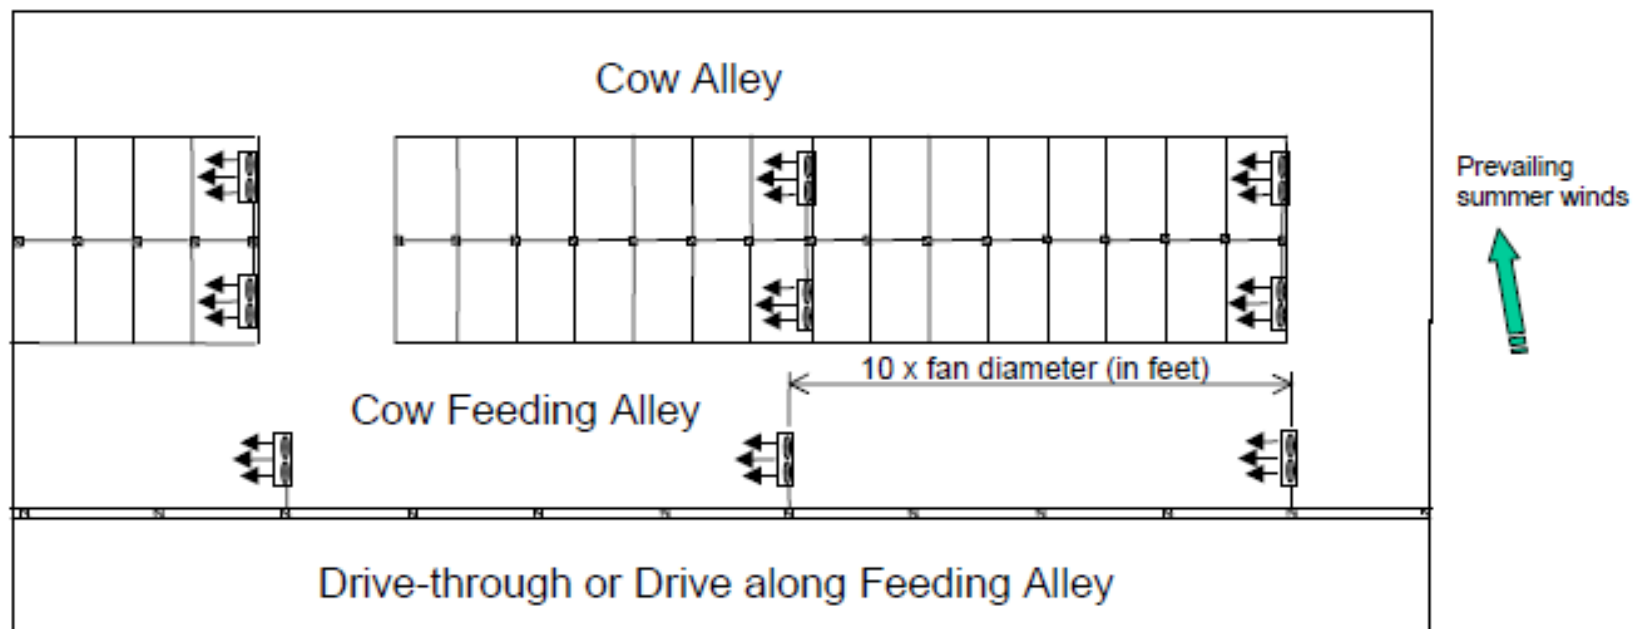 Cow Alley
Prevailing
summer winds
10 x fan diameter (in feet)
Cow Feeding Alley
Drive-through or Drive along Feeding Alley